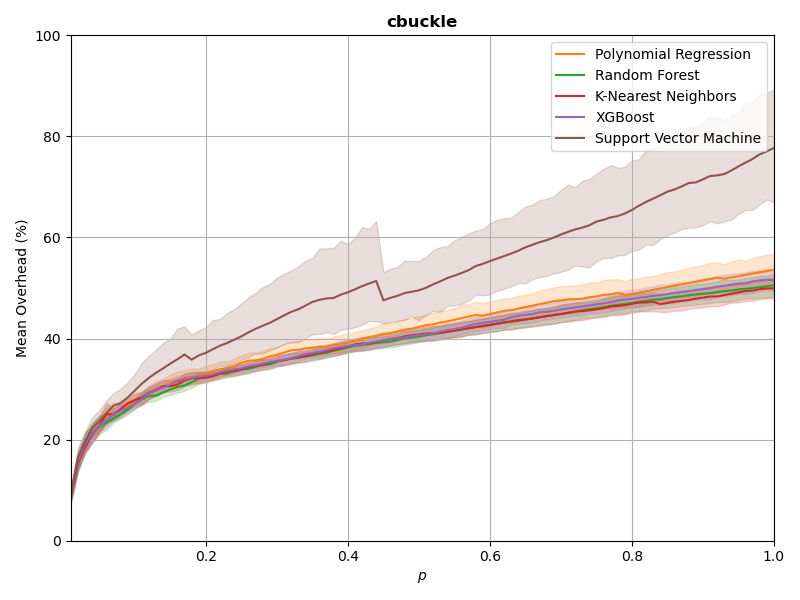 cbuckle
Mean Overhead (%)
100
80
60
40
20
0
Polynomial Regression
Random Forest
K-Nearest Neighbors
XGBoost
Support Vector Machine
0.2 0.4 0.6 0.8 1.0
p